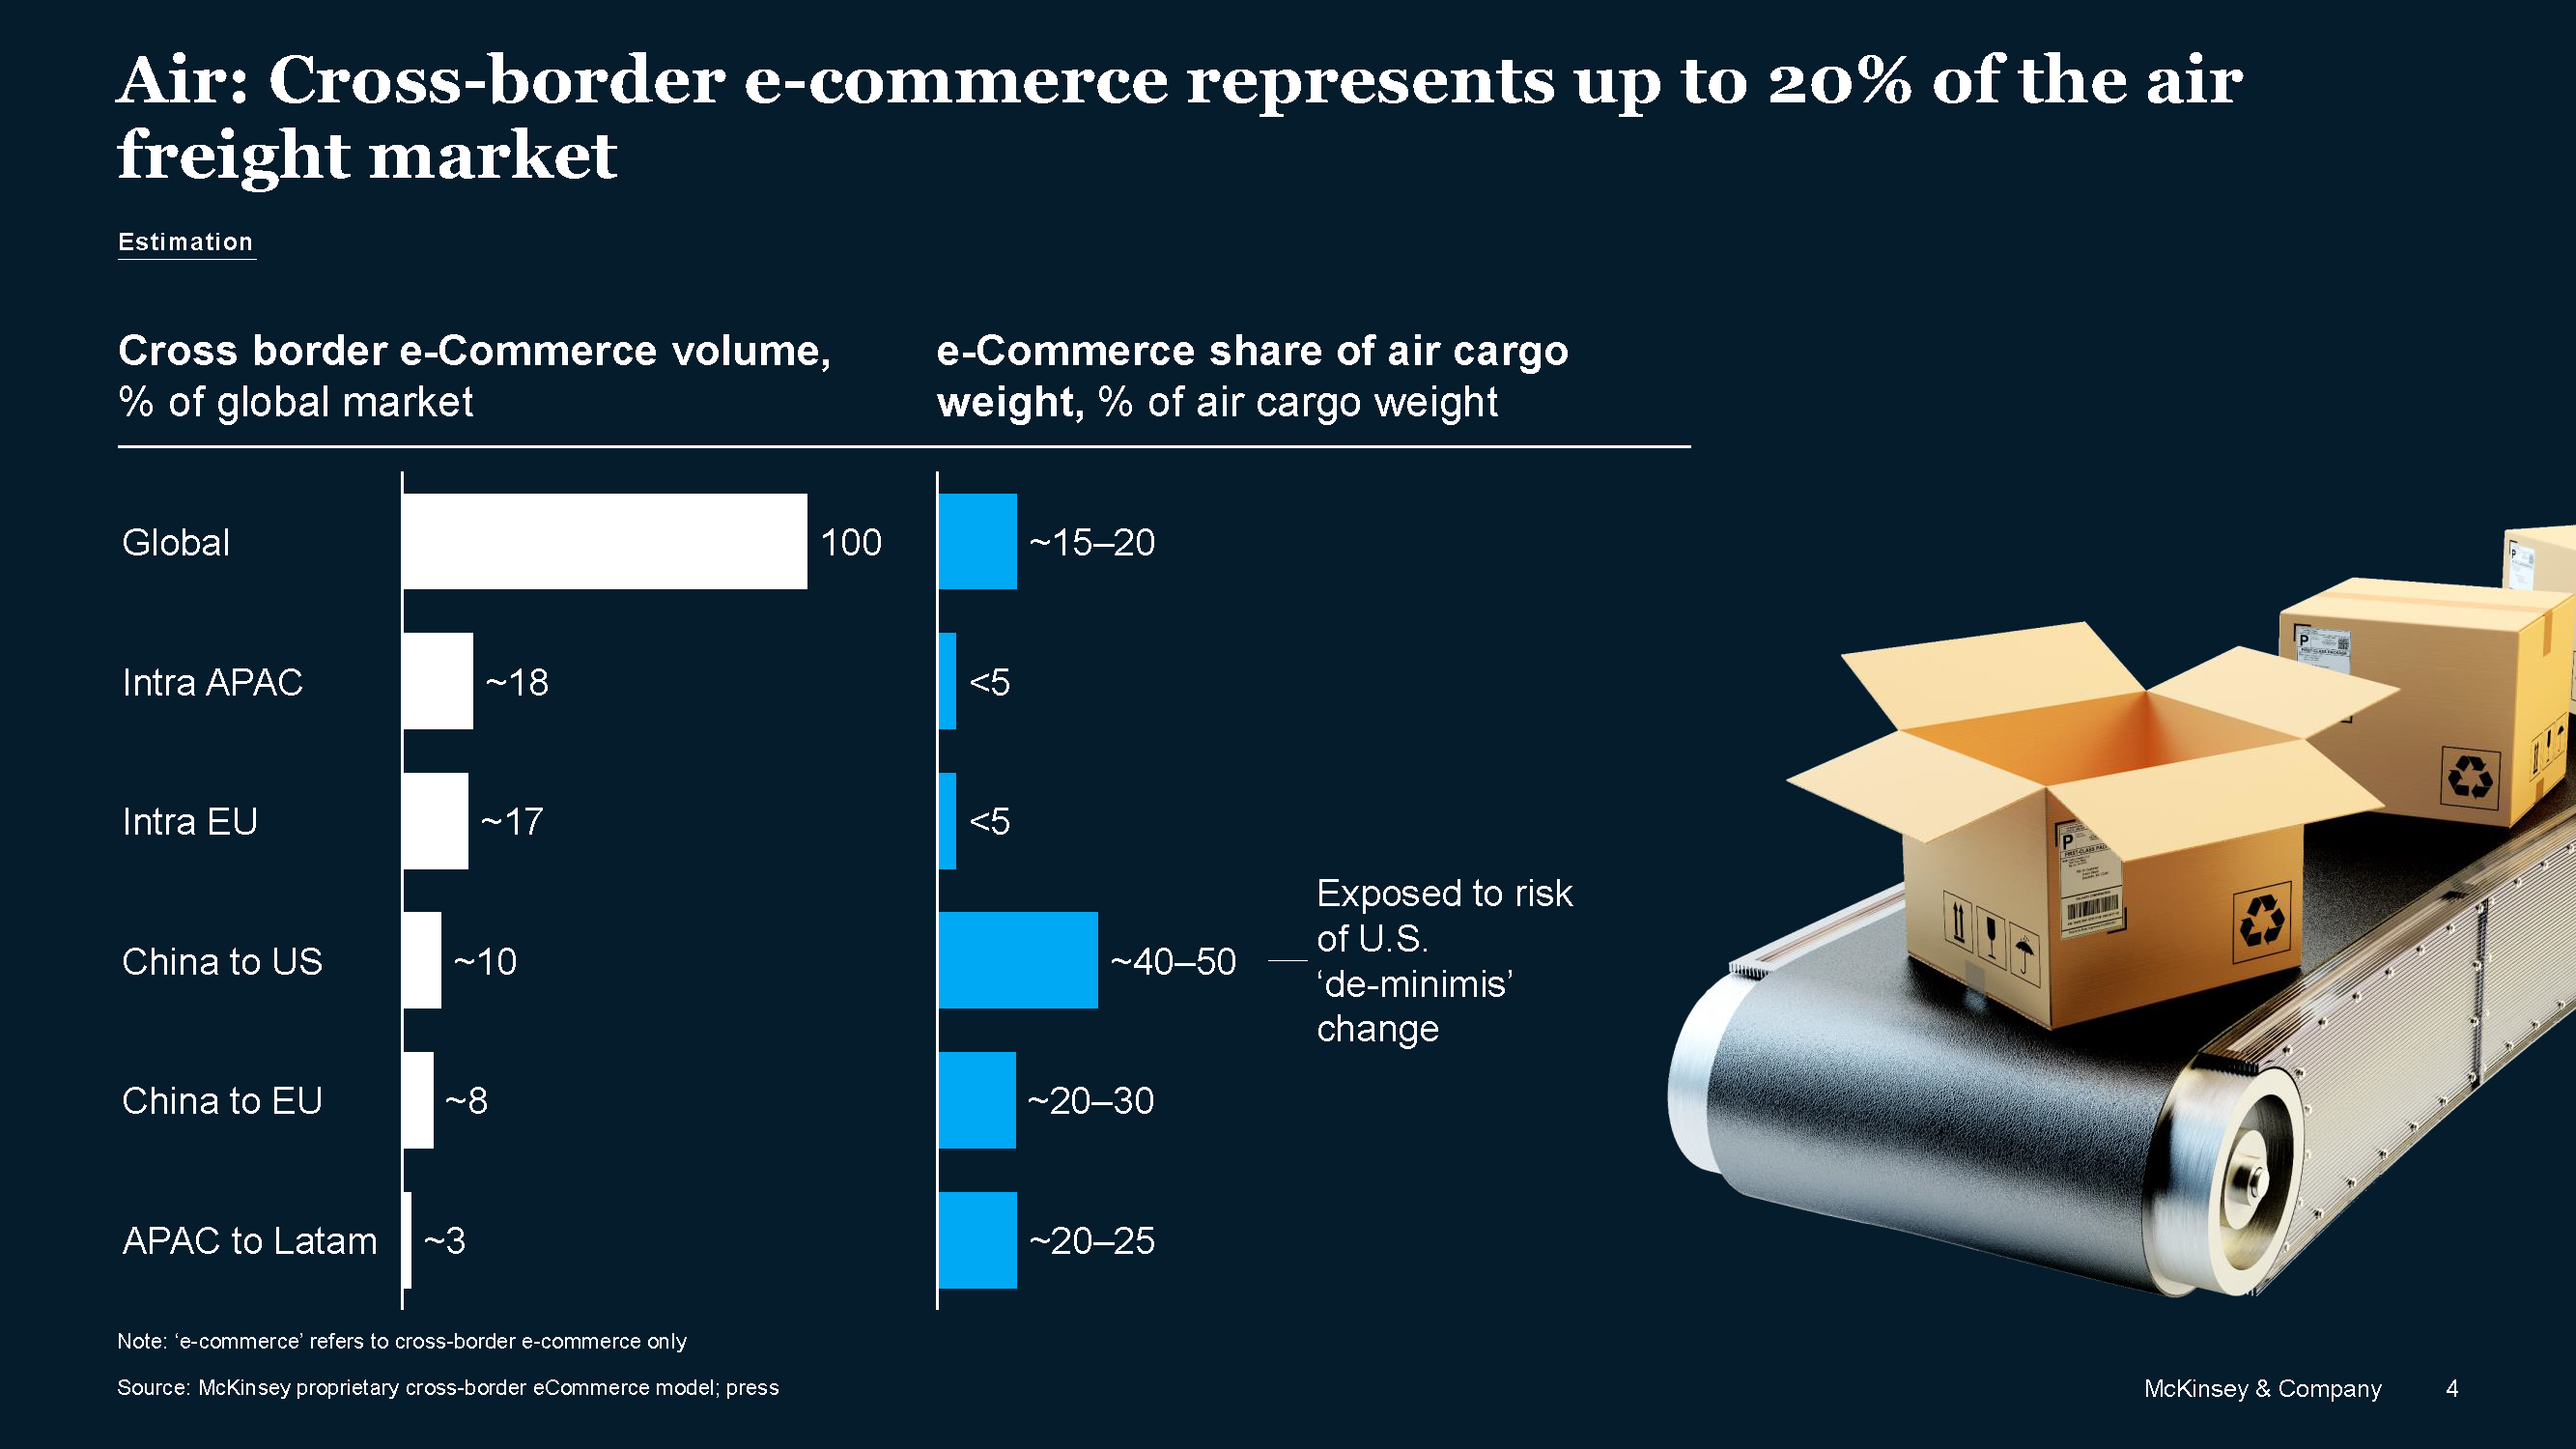 Air: Cross-border e-commerce represents up to 20% of the air
freight market
Estimation
Cross border e-Commerce volume,
% of global market
e-Commerce share of air cargo
weight, % of air cargo weight
Global
100
~15–20
Intra APAC
~18
<5
Intra EU
~17
<5
China to US
~10
~40–50
Exposed to risk
of U.S.
‘de-minimis’
change
China to EU
~8
~20–30
APAC to Latam
~3
~20–25
P
P
P
Note: ‘e-commerce’ refers to cross-border e-commerce only
Source: McKinsey proprietary cross-border eCommerce model; press
McKinsey & Company
4